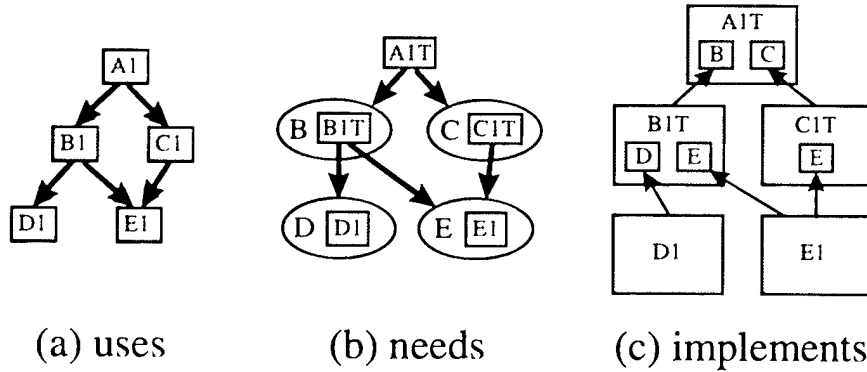 A1
B1
C1
D1
E1
(a) uses
A1T
B
B1T
C
C1T
D
D1
E
E1
(b) needs
A1T
B
C
B1T
D
E
C1T
E
D1
E1
(c) implements